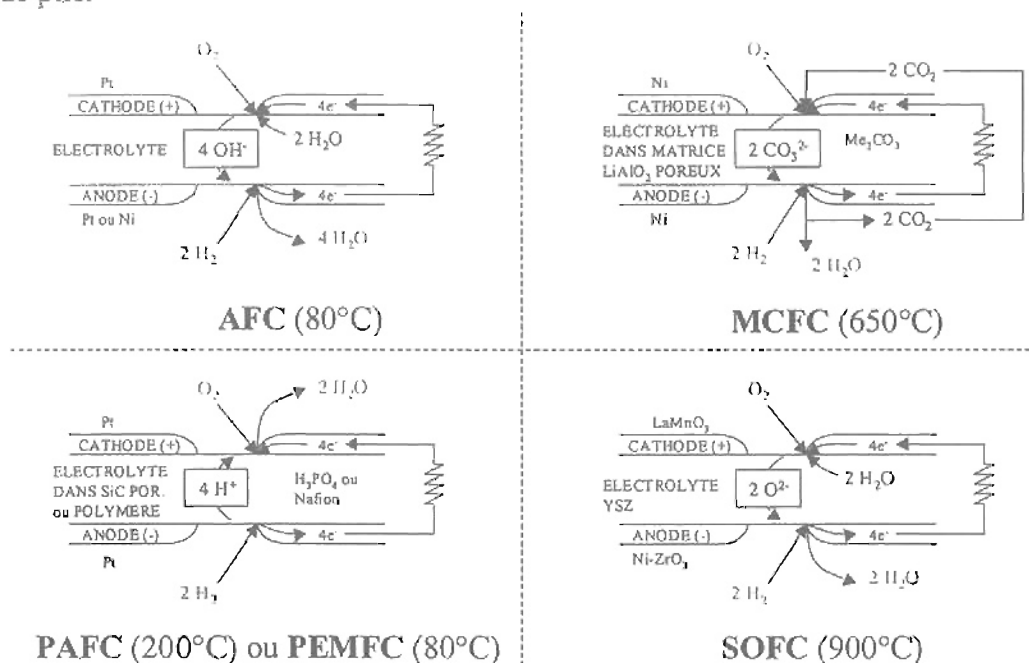 O₂
Pt
CATHODE (+)
4e⁻
2 H₂O
ELECTROLYTE
4 OH⁻
ANODE (-)
4e⁻
Pt ou Ni
2 H₂
4 H₂O
AFC (80°C)
O₂
2 CO₂
Ni
CATHODE (+)
4e⁻
ELECTROLYTE
DANS MATRICE
LiAlO₂ POREUX
2 CO₃²⁻
Me₂CO₃
ANODE (-)
4e⁻
Ni
2 CO₂
2 H₂
2 H₂O
MCFC (650°C)
O₂
2 H₂O
Pt
CATHODE (+)
4e⁻
ELECTROLYTE
DANS SiC POR.
ou POLYMERE
4 H⁺
H₃PO₄ ou
Nafion
ANODE (-)
4e⁻
Pt
2 H₂
PAFC (200°C) ou PEMFC (80°C)
O₂
LaMnO₃
CATHODE (+)
4e⁻
2 H₂O
ELECTROLYTE
YSZ
2 O²⁻
ANODE (-)
4e⁻
Ni-ZrO₃
2 H₂
2 H₂O
SOFC (900°C)